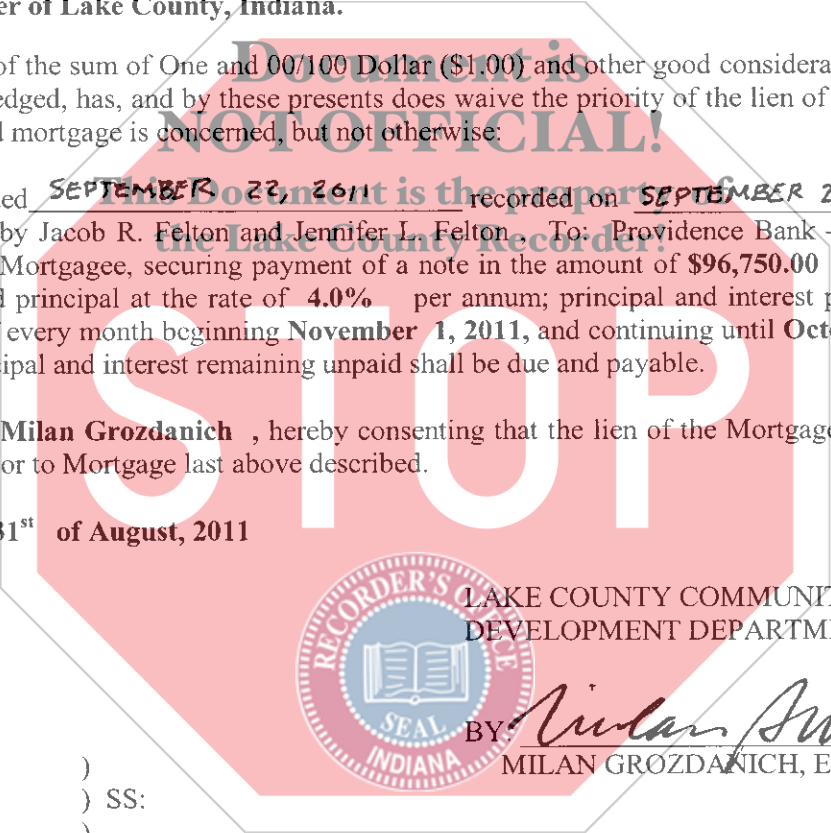 er of Lake County, Indiana.
Document is
of the sum of One and 00/100 Dollar ($1.00) and other good considera
edged, has, and by these presents does waive the priority of the lien of
NOT OFFICIAL!
d mortgage is concerned, but not otherwise:
This Document is the property of
ed SEPTEMBER 22, 2011 recorded on SEPTEMBER 2
the Lake County Recorder!
by Jacob R. Felton and Jennifer L. Felton , To: Providence Bank -
Mortgagee, securing payment of a note in the amount of $96,750.00
d principal at the rate of 4.0% per annum; principal and interest p
every month beginning November 1, 2011, and continuing until Octo
ipal and interest remaining unpaid shall be due and payable.
STOP
Milan Grozdanich , hereby consenting that the lien of the Mortgage
or to Mortgage last above described.
31st of August, 2011
RECORDER'S OFFICE
SEAL
INDIANA
LAKE COUNTY COMMUNIT
DEVELOPMENT DEPARTME
BY: Milan
MILAN GROZDANICH, E
)
) SS:
)